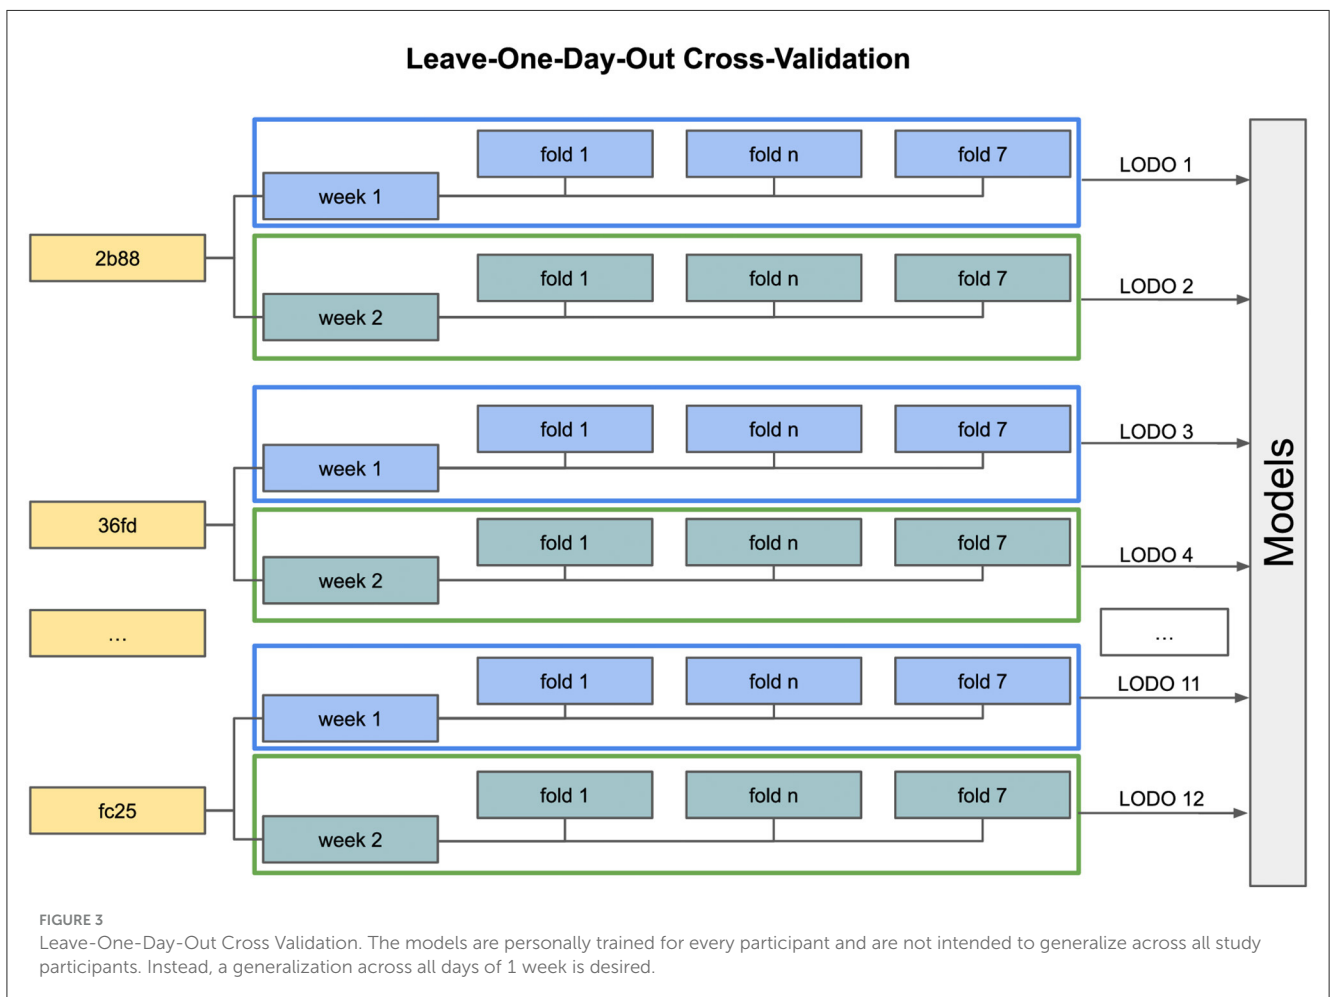 Leave-One-Day-Out Cross-Validation
fold 1
fold n
fold 7
LODO 1
week 1
2b88
fold 1
fold n
fold 7
LODO 2
week 2
fold 1
fold n
fold 7
LODO 3
week 1
36fd
fold 1
fold n
fold 7
LODO 4
week 2
...
...
fold 1
fold n
fold 7
LODO 11
week 1
fc25
fold 1
fold n
fold 7
LODO 12
week 2
Models
FIGURE 3
Leave-One-Day-Out Cross Validation. The models are personally trained for every participant and are not intended to generalize across all study
participants. Instead, a generalization across all days of 1 week is desired.